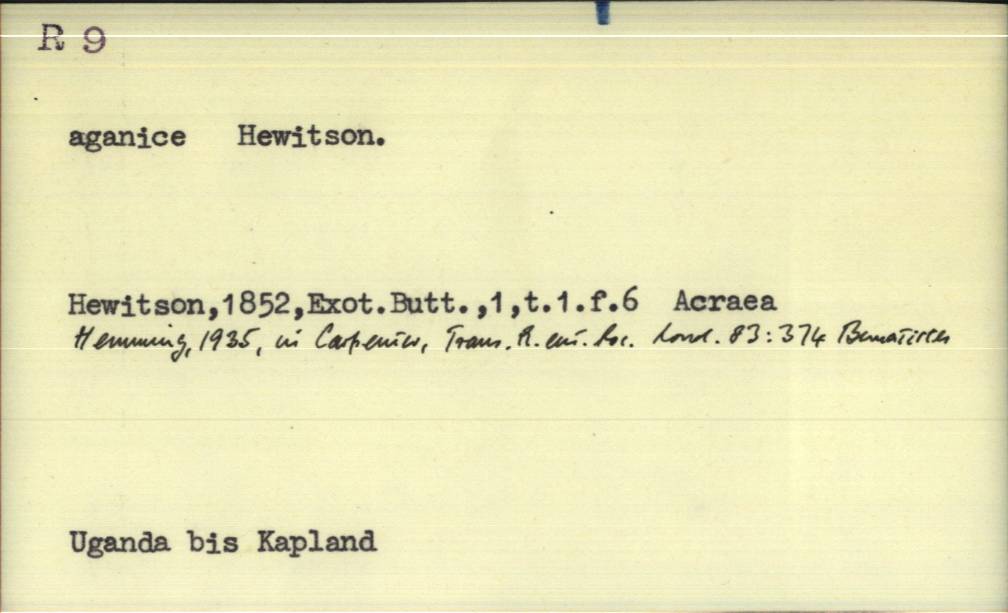 R 9
aganice Hewitson.
Hewitson,1852,Exot.Butt.,1,t.1.f.6 Acraea
Hemming, 1935, in Carpenter, Trans. R. ent. Soc. Lond. 83: 374 Bematistes
Uganda bis Kapland